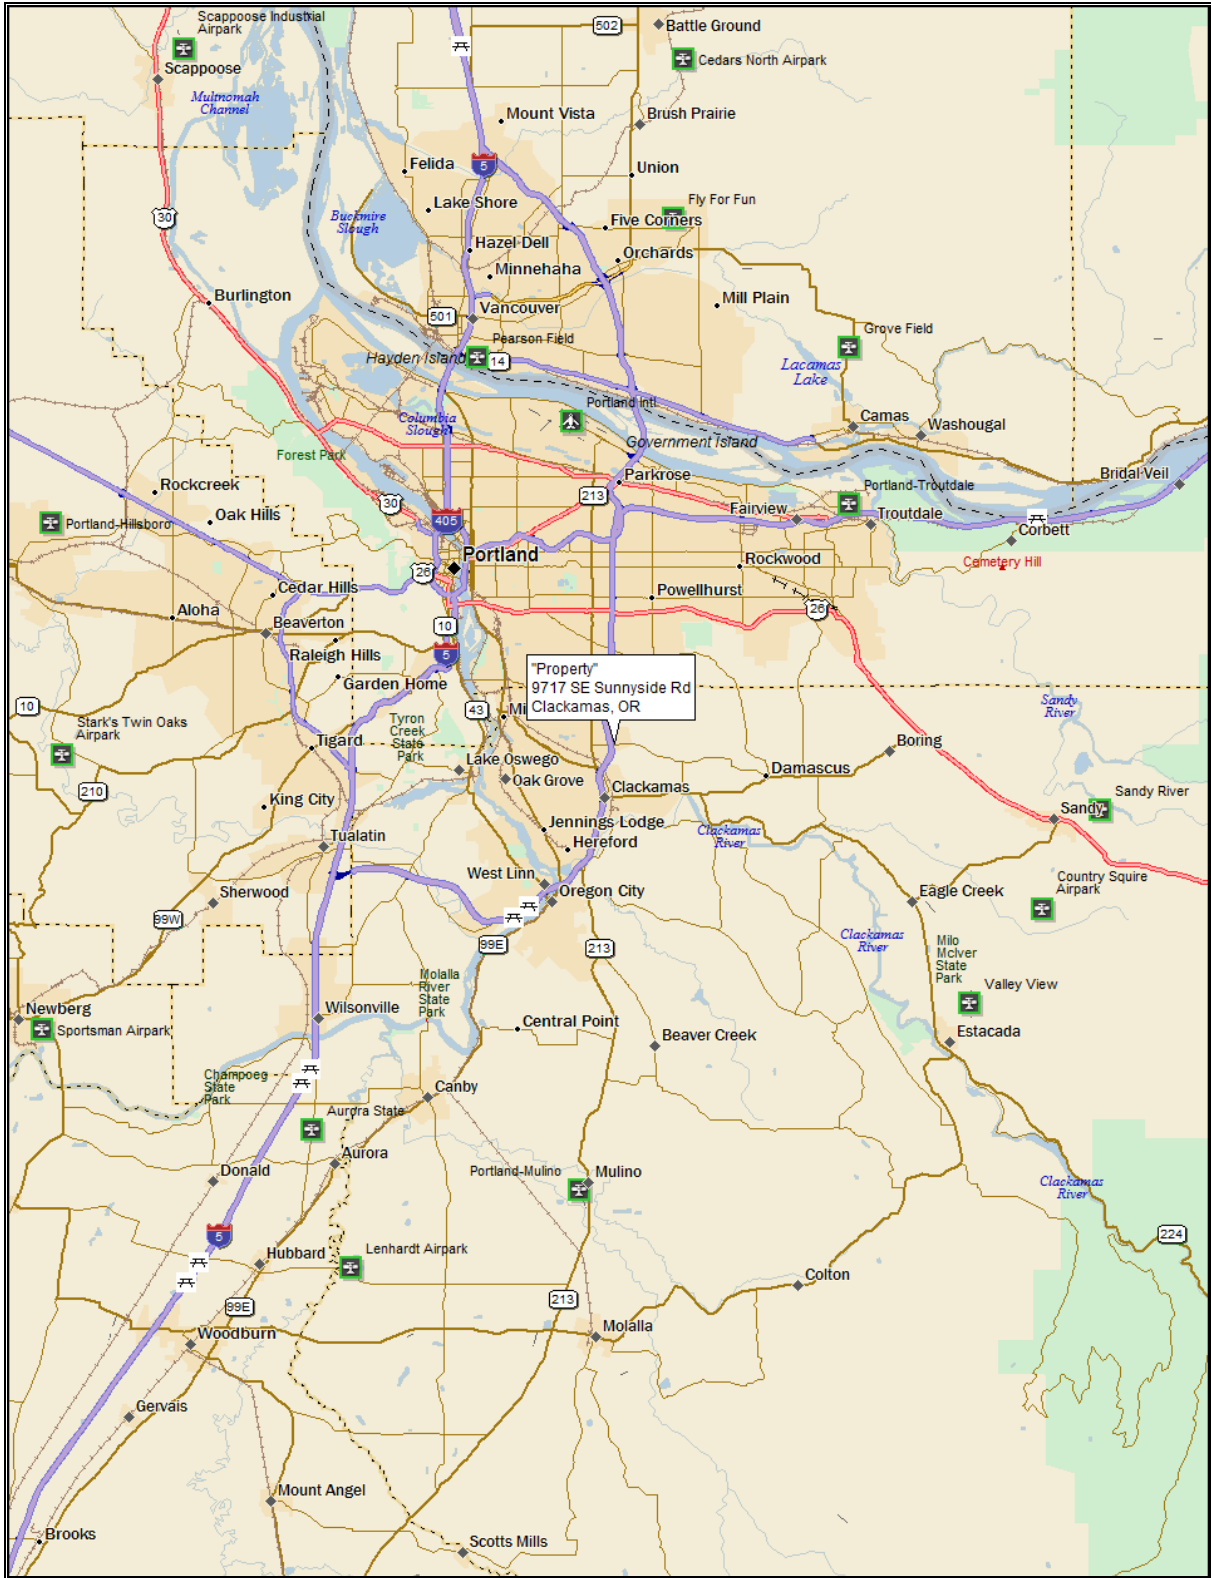 Scappoose Industrial
Airpark
502
Battle Ground
Cedars North Airpark
Scappoose
Multnomah
Channel
Mount Vista
Brush Prairie
Felida
5
Union
Lake Shore
Fly For Fun
30
Buckmire
Slough
Five Corners
Hazel Dell
Orchards
Minnehaha
Burlington
Mill Plain
501
Vancouver
Grove Field
Pearson Field
Hayden Island
14
Lacamas
Lake
Portland Intl
Columbia
Slough
Camas
Washougal
Government Island
Forest Park
Parkrose
Bridal Veil
Rockcreek
213
Portland-Troutdale
30
Fairview
Portland-Hillsboro
Oak Hills
405
Troutdale
Corbett
Portland
Rockwood
Cemetery Hill
26
Cedar Hills
Powellhurst
Aloha
26
Beaverton
10
Raleigh Hills
5
"Property"
9717 SE Sunnyside Rd
Clackamas, OR
Garden Home
10
43
Mi
Sandy
River
Stark's Twin Oaks
Airpark
Tyron
Creek
State
Park
Tigard
Boring
Lake Oswego
Damascus
Oak Grove
210
Clackamas
Sandy River
King City
Sandy
Jennings Lodge
Clackamas
River
Tualatin
Hereford
West Linn
Country Squire
Airpark
Sherwood
Oregon City
Eagle Creek
99W
99E
213
Clackamas
River
Milo
McIver
State
Park
Molalla
River
State
Park
Valley View
Newberg
Wilsonville
Sportsman Airpark
Central Point
Beaver Creek
Estacada
Champoeg
State
Park
Canby
Aurora State
Aurora
Donald
Portland-Mulino
Mulino
Clackamas
River
5
224
Hubbard
Lenhardt Airpark
Colton
99E
213
Woodburn
Molalla
Gervais
Mount Angel
Brooks
Scotts Mills